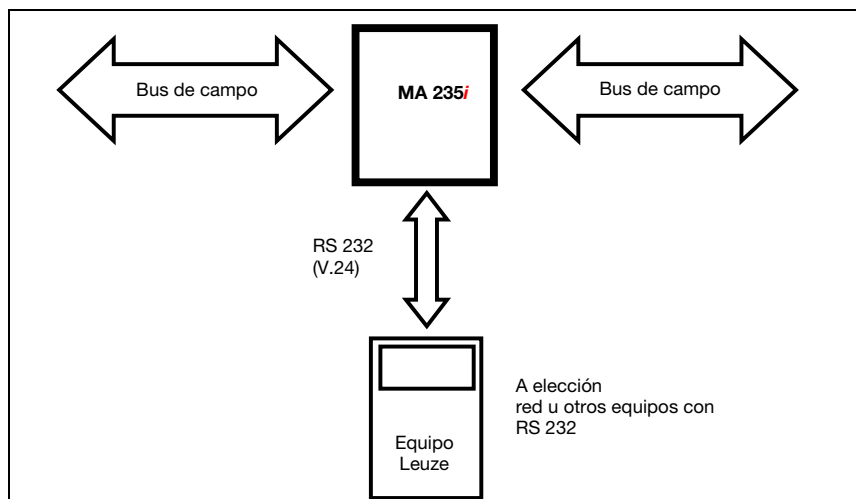 Bus de campo
MA 235i
Bus de campo
RS 232
(V.24)
A elección
red u otros equipos con
RS 232
Equipo
Leuze